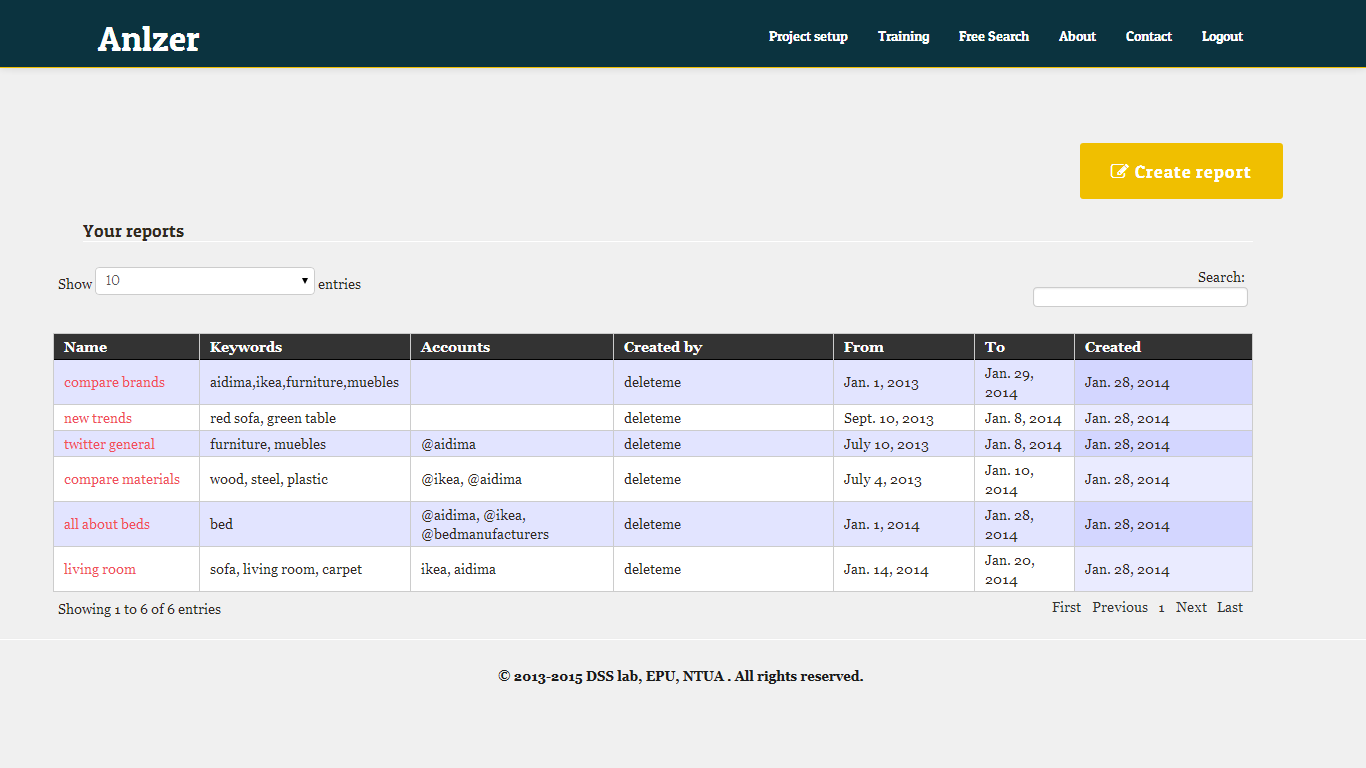 Anlzer
Project setup Training Free Search About Contact Logout
Create report
Your reports
Show 10 entries
Search:
Name Keywords Accounts Created by From To Created
compare brands aidima,ikea,furniture,muebles deleteme Jan. 1, 2013 Jan. 29, 2014 Jan. 28, 2014
new trends red sofa, green table deleteme Sept. 10, 2013 Jan. 8, 2014 Jan. 28, 2014
twitter general furniture, muebles @aidima deleteme July 10, 2013 Jan. 8, 2014 Jan. 28, 2014
compare materials wood, steel, plastic @ikea, @aidima deleteme July 4, 2013 Jan. 10, 2014 Jan. 28, 2014
all about beds bed @aidima, @ikea, @bedmanufacturers deleteme Jan. 1, 2014 Jan. 28, 2014 Jan. 28, 2014
living room sofa, living room, carpet ikea, aidima deleteme Jan. 14, 2014 Jan. 20, 2014 Jan. 28, 2014
Showing 1 to 6 of 6 entries
First Previous 1 Next Last
© 2013-2015 DSS lab, EPU, NTUA . All rights reserved.